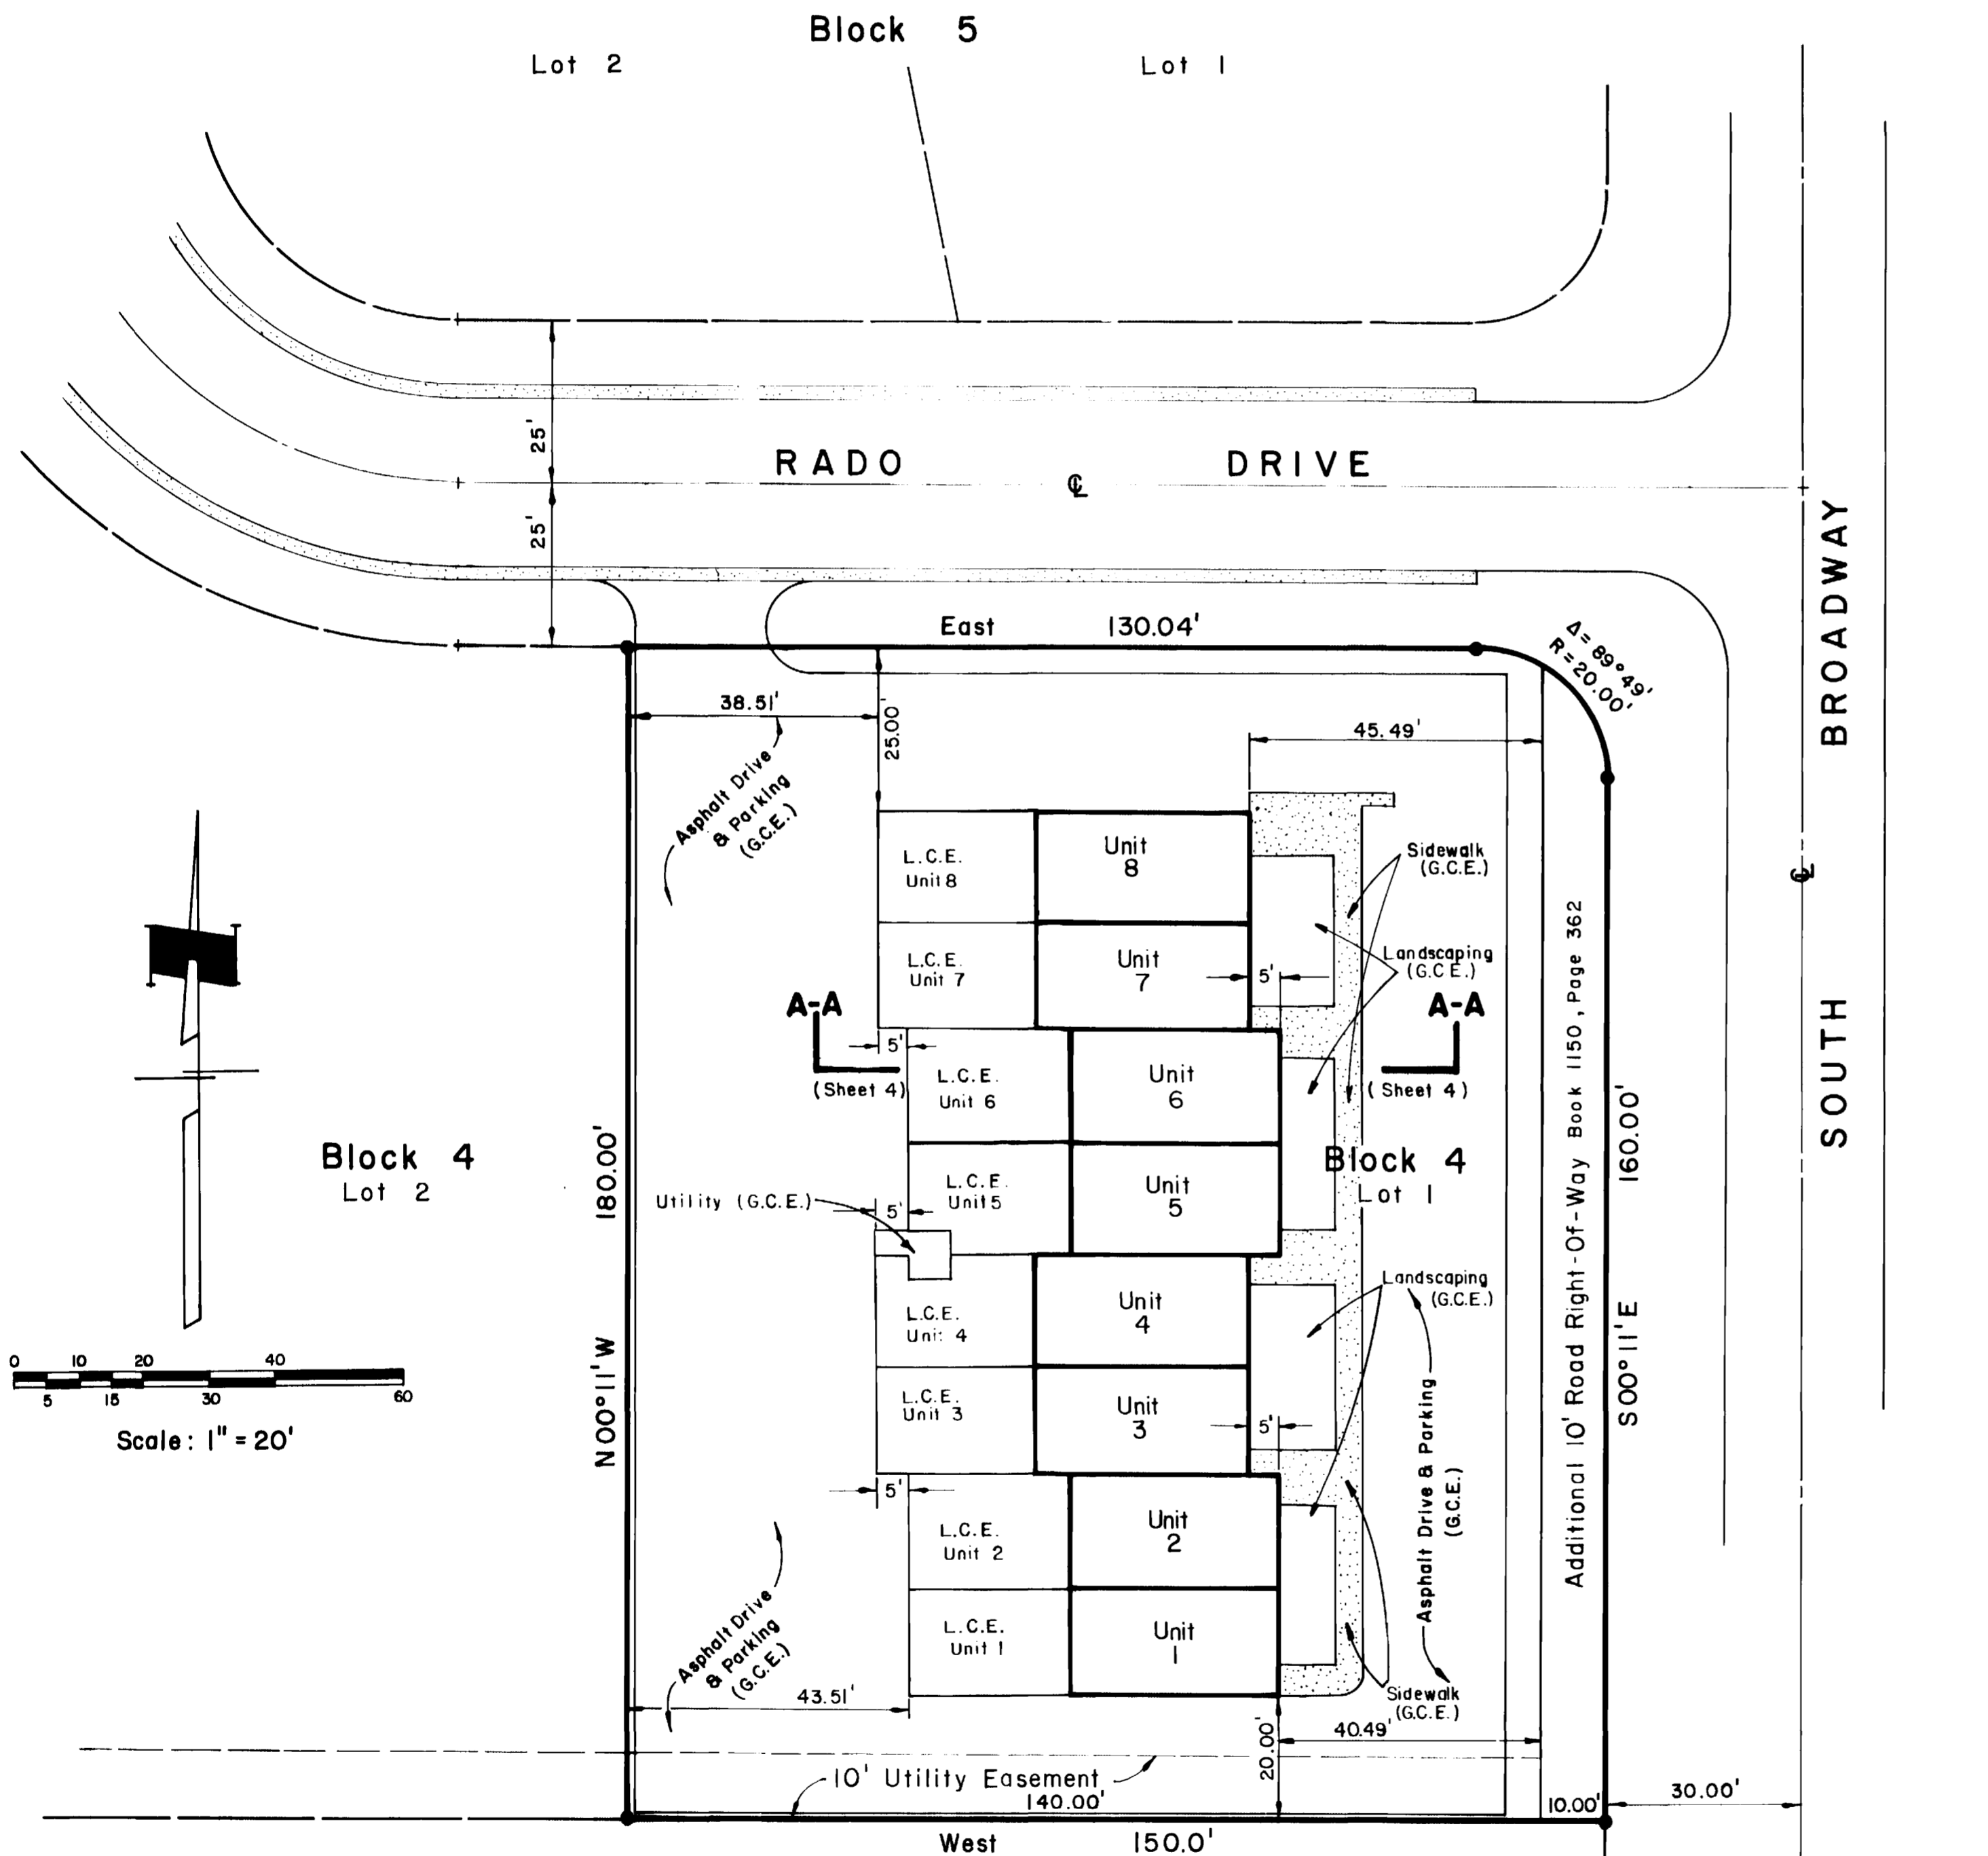 Block 5
Lot 2
Lot 1
25'
RADO DRIVE
℄
25'
East 130.04'
Δ= 89°49'
R=20.00'
SOUTH BROADWAY
℄
38.51'
25.00'
45.49'
Asphalt Drive
& Parking
(G.C.E.)
L.C.E.
Unit 8
Unit
8
Sidewalk
(G.C.E.)
L.C.E.
Unit 7
Unit
7
5'
Landscaping
(G.C E.)
A-A
(Sheet 4)
A-A
(Sheet 4)
5'
L.C.E.
Unit 6
Unit
6
Block 4
Lot 2
180.00'
N00°11'W
Utility (G.C.E.)
5'
L.C.E.
Unit 5
Unit
5
Block 4
Lot 1
Additional 10' Road Right-Of-Way Book 1150, Page 362
160.00'
S00°11'E
L.C.E.
Unit 4
Unit
4
Landscaping
(G.C.E.)
0 10 20 40
5 15 30 60
Scale: 1" = 20'
L.C.E.
Unit 3
Unit
3
5'
Asphalt Drive & Parking
(G.C.E.)
5'
L.C.E.
Unit 2
Unit
2
Asphalt Drive
& Parking
(G.C.E.)
L.C.E.
Unit 1
Unit
1
Sidewalk
(G.C.E.)
43.51'
20.00'
40.49'
10' Utility Easement
140.00'
10.00'
30.00'
West 150.0'